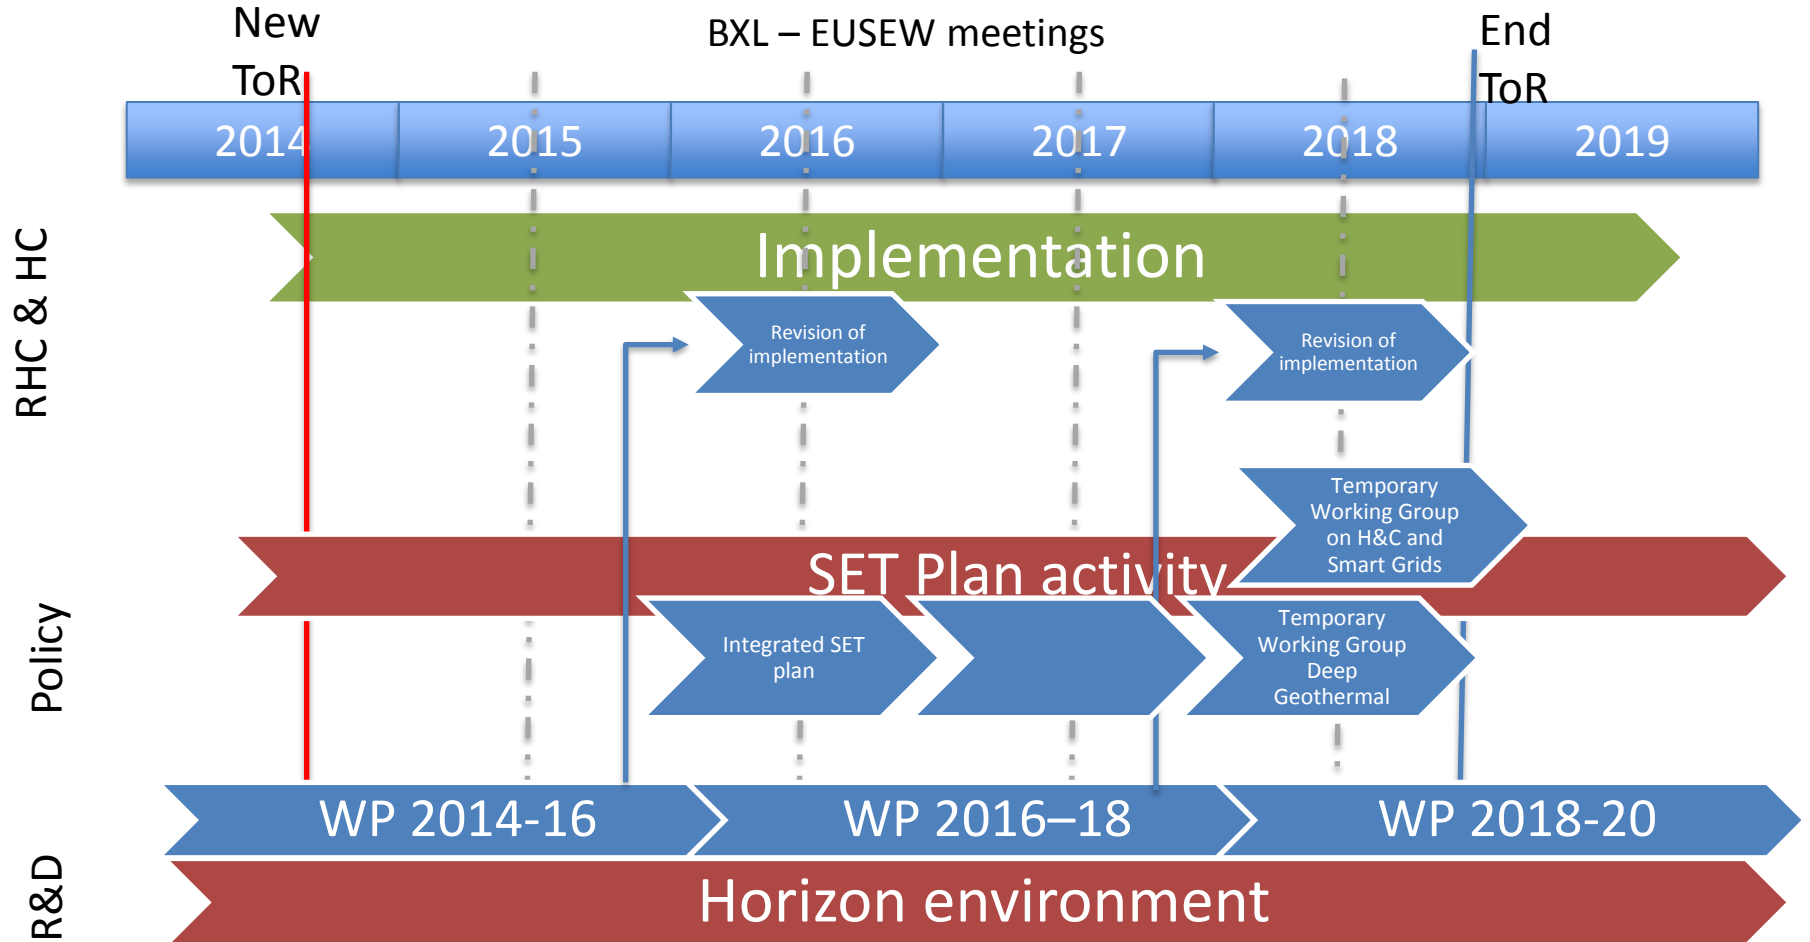 New
ToR
BXL – EUSEW meetings
End
ToR
2014
2015
2016
2017
2018
2019
RHC & HC
Implementation
Revision of
implementation
Revision of
implementation
Temporary
Working Group
on H&C and
Smart Grids
Policy
SET Plan activity
Integrated SET
plan
Temporary
Working Group
Deep
Geothermal
R&D
WP 2014-16
WP 2016–18
WP 2018-20
Horizon environment